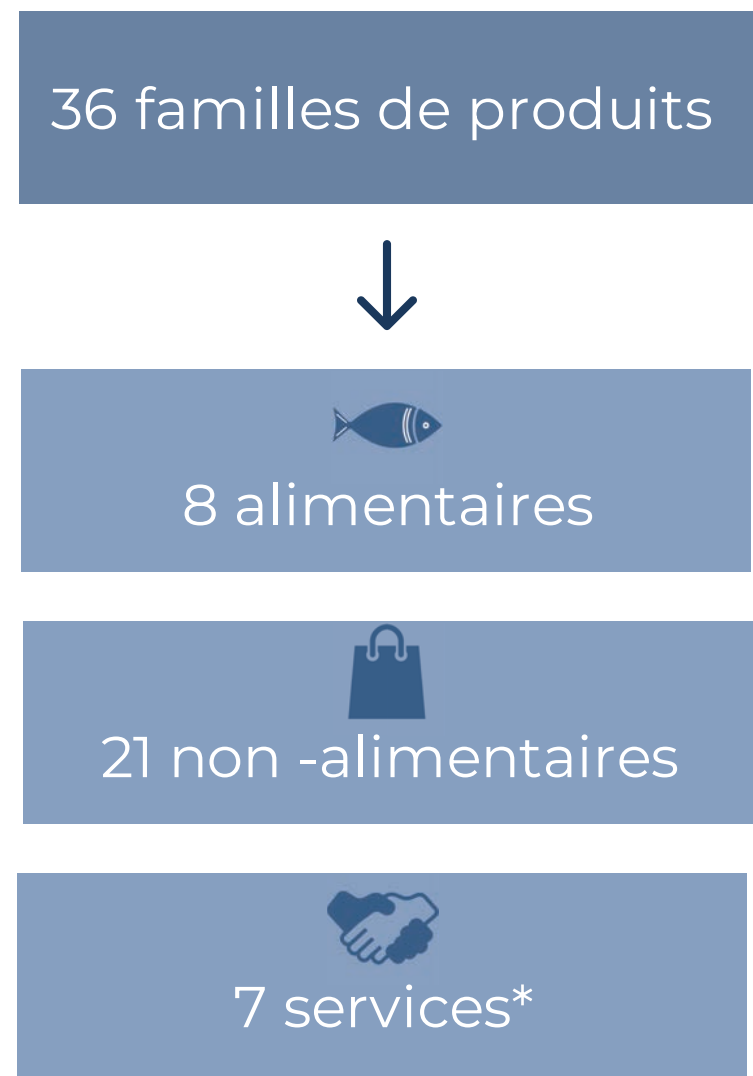 36 familles de produits
8 alimentaires
21 non -alimentaires
7 services*